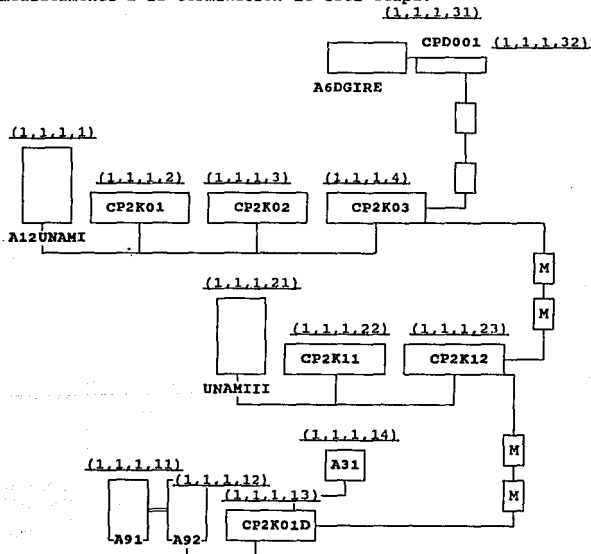 (1,1,1,31)
CPD001
(1,1,1,32)
A6DGIRE
(1,1,1,1)
(1,1,1,2)
(1,1,1,3)
(1,1,1,4)
CP2K01
CP2K02
CP2K03
A12UNAMI
M
(1,1,1,21)
M
(1,1,1,22)
(1,1,1,23)
CP2K11
CP2K12
UNAMIII
(1,1,1,14)
M
(1,1,1,11)
A31
(1,1,1,12)
(1,1,1,13)
M
CP2K01D
A91
A92